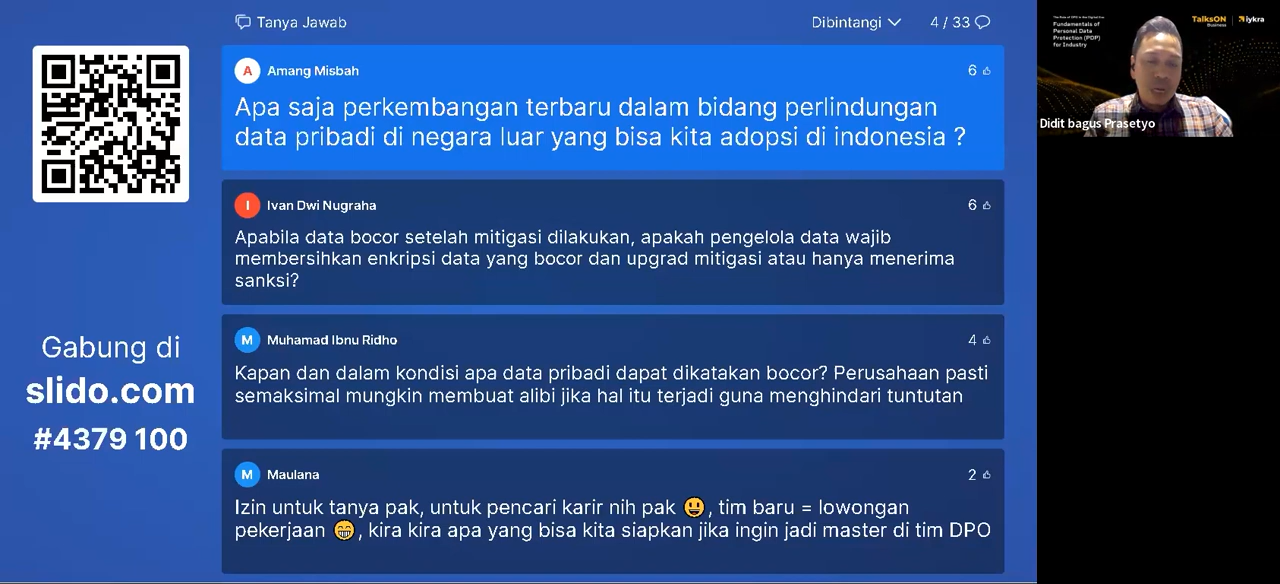 Tanya Jawab
Dibintangi
4 / 33
A
Amang Misbah
6
Apa saja perkembangan terbaru dalam bidang perlindungan
data pribadi di negara luar yang bisa kita adopsi di indonesia ?
I
Ivan Dwi Nugraha
6
Apabila data bocor setelah mitigasi dilakukan, apakah pengelola data wajib
membersihkan enkripsi data yang bocor dan upgrad mitigasi atau hanya menerima
sanksi?
M
Muhamad Ibnu Ridho
4
Kapan dan dalam kondisi apa data pribadi dapat dikatakan bocor? Perusahaan pasti
semaksimal mungkin membuat alibi jika hal itu terjadi guna menghindari tuntutan
M
Maulana
2
Izin untuk tanya pak, untuk pencari karir nih pak 😃, tim baru = lowongan
pekerjaan 😁, kira kira apa yang bisa kita siapkan jika ingin jadi master di tim DPO
Gabung di
slido.com
#4379 100
Fundamentals of
Personal Data
Protection (PDP)
for Industry
TalksON
Business
iykra
Didit bagus Prasetyo